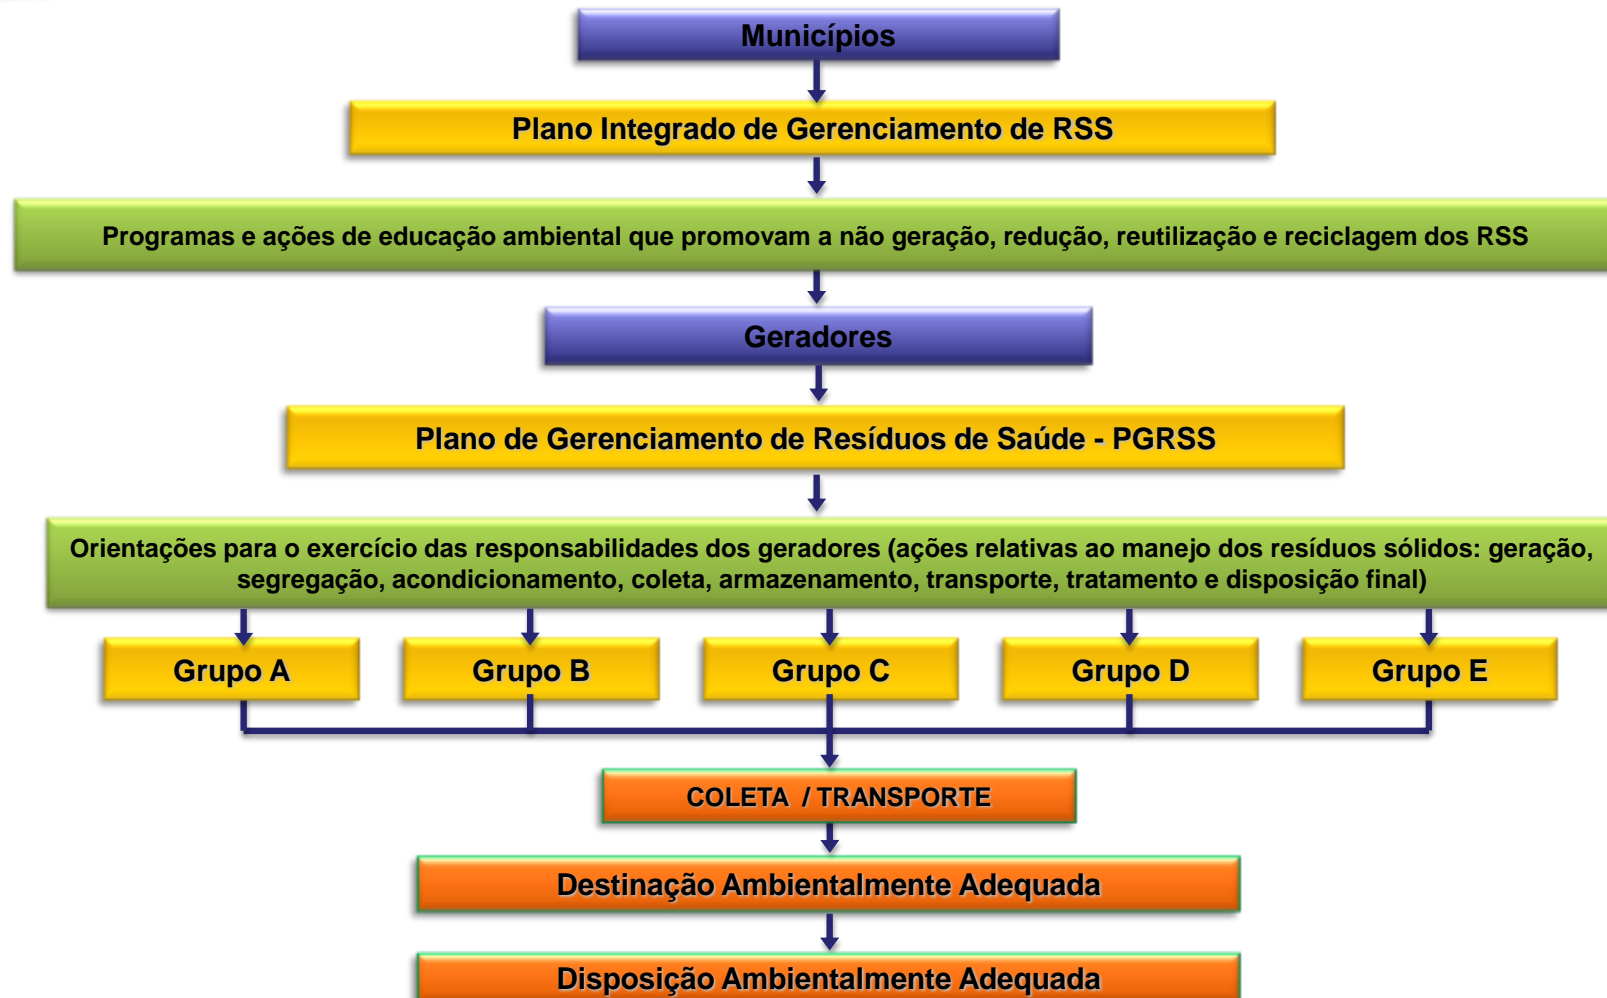 Municípios
Plano Integrado de Gerenciamento de RSS
Programas e ações de educação ambiental que promovam a não geração, redução, reutilização e reciclagem dos RSS
Geradores
Plano de Gerenciamento de Resíduos de Saúde - PGRSS
Orientações para o exercício das responsabilidades dos geradores (ações relativas ao manejo dos resíduos sólidos: geração,
segregação, acondicionamento, coleta, armazenamento, transporte, tratamento e disposição final)
Grupo A
Grupo B
Grupo C
Grupo D
Grupo E
COLETA / TRANSPORTE
Destinação Ambientalmente Adequada
Disposição Ambientalmente Adequada